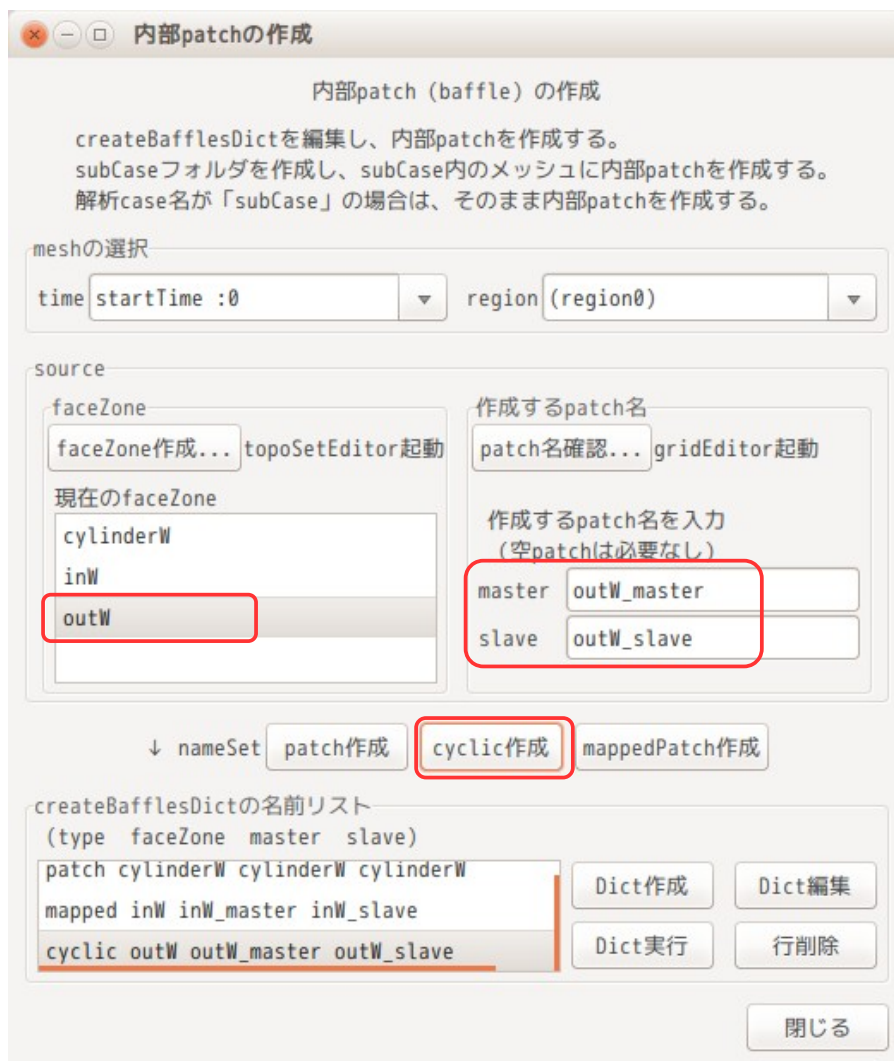 内部patchの作成
内部patch (baffle) の作成
createBafflesDictを編集し、内部patchを作成する。
subCaseフォルダを作成し、subCase内のメッシュに内部patchを作成する。
解析case名が「subCase」の場合は、そのまま内部patchを作成する。
meshの選択
time startTime :0 region (region0)
source
faceZone
faceZone作成... topoSetEditor起動
現在のfaceZone
cylinderW
inW
outW
作成するpatch名
patch名確認... gridEditor起動
作成するpatch名を入力
(空patchは必要なし)
master outW_master
slave outW_slave
↓ nameSet patch作成 cyclic作成 mappedPatch作成
createBafflesDictの名前リスト
(type faceZone master slave)
patch cylinderW cylinderW cylinderW
mapped inW inW_master inW_slave
cyclic outW outW_master outW_slave
Dict作成 Dict編集
Dict実行 行削除
閉じる